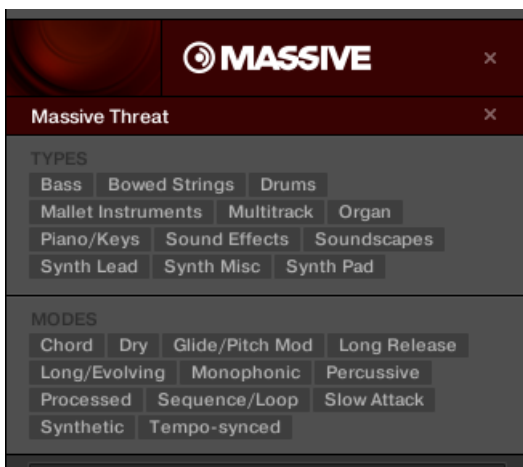 MASSIVE ×
Massive Threat ×
TYPES
Bass Bowed Strings Drums
Mallet Instruments Multitrack Organ
Piano/Keys Sound Effects Soundscapes
Synth Lead Synth Misc Synth Pad
MODES
Chord Dry Glide/Pitch Mod Long Release
Long/Evolving Monophonic Percussive
Processed Sequence/Loop Slow Attack
Synthetic Tempo-synced